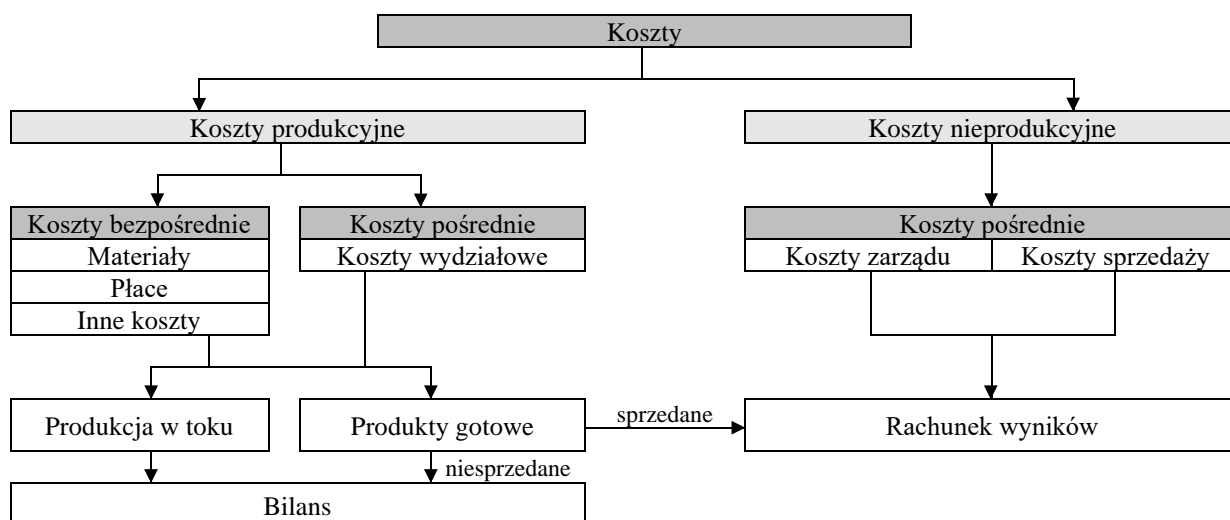 Koszty
Koszty produkcyjne
Koszty nieprodukcyjne
Koszty bezpośrednie
Koszty pośrednie
Koszty pośrednie
Materiały
Koszty wydziałowe
Koszty zarządu
Koszty sprzedaży
Płace
Inne koszty
Produkcja w toku
Produkty gotowe
sprzedane
Rachunek wyników
niesprzedane
Bilans